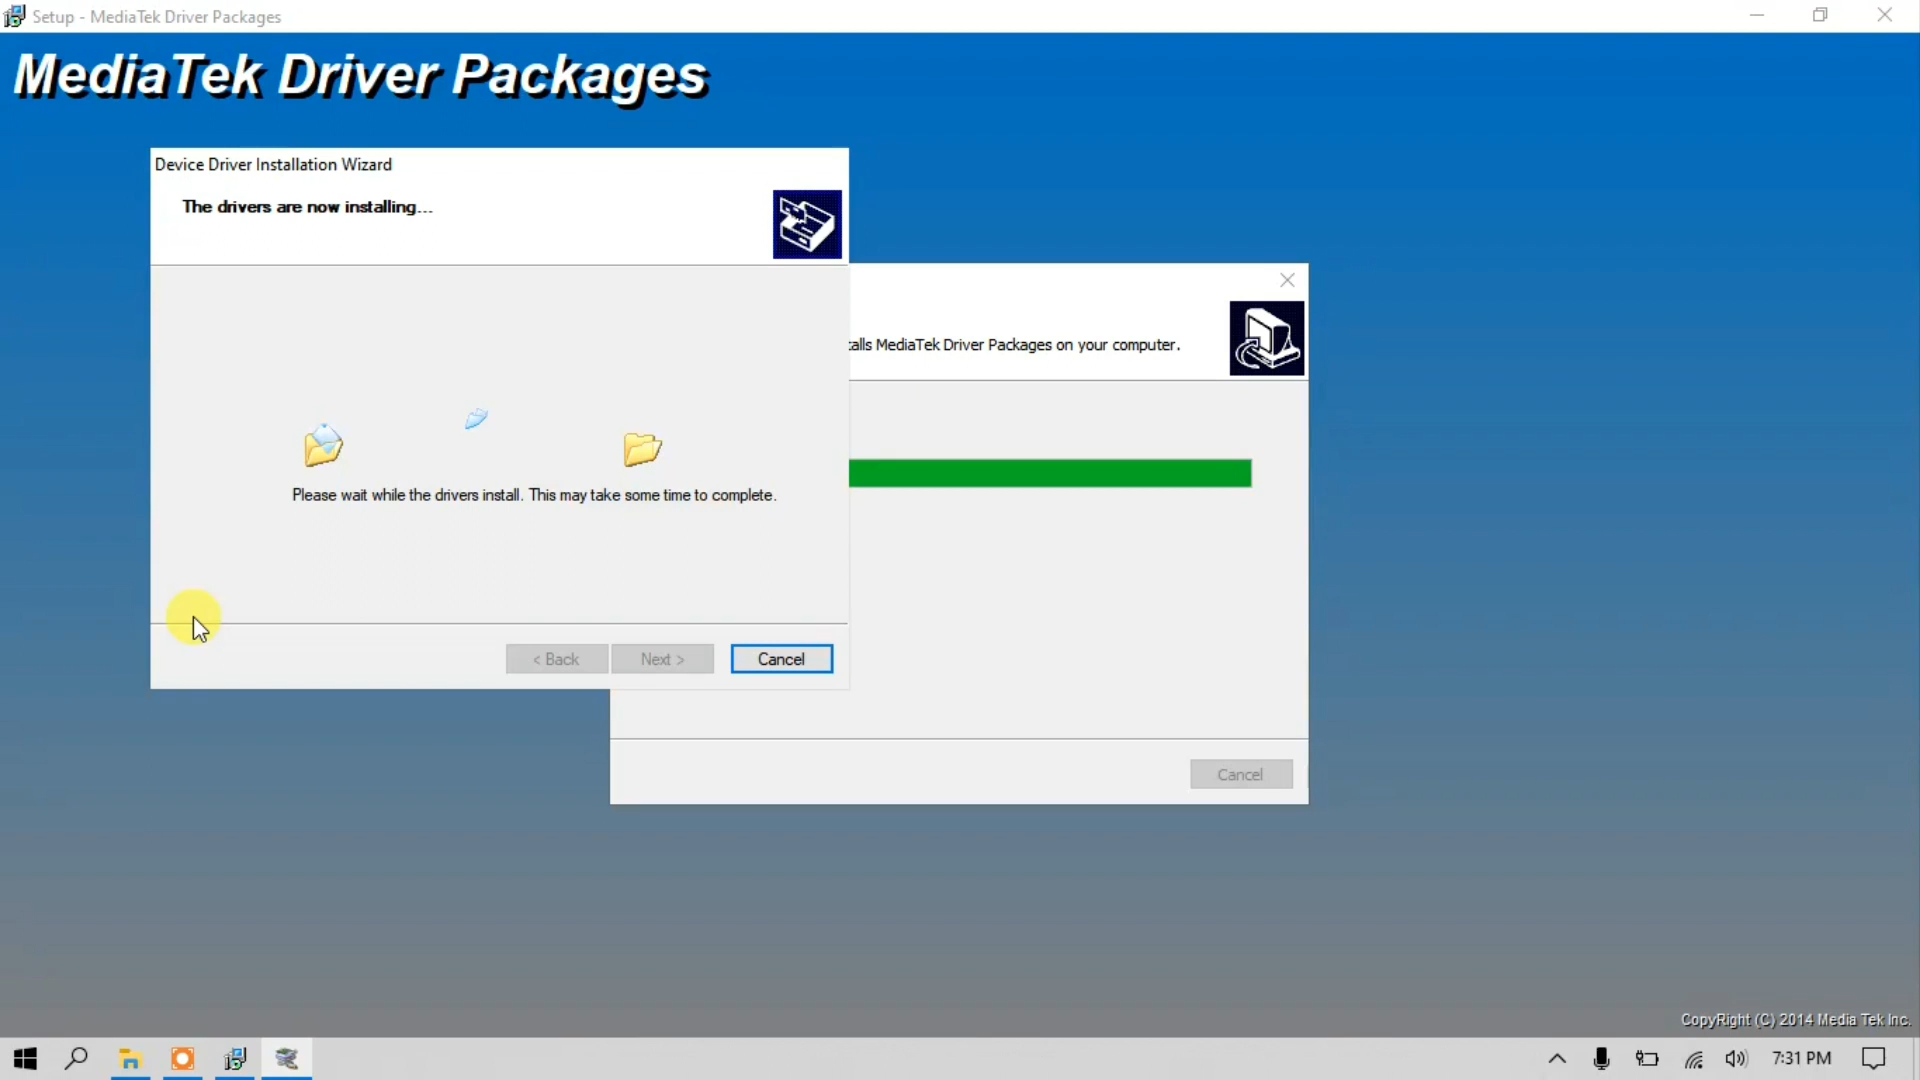 Setup - MediaTek Driver Packages
MediaTek Driver Packages
Device Driver Installation Wizard
The drivers are now installing...
Please wait while the drivers install. This may take some time to complete.
< Back
Next >
Cancel
MediaTek Driver Packages on your computer.
Cancel
CopyRight (C) 2014 Media Tek Inc.
7:31 PM